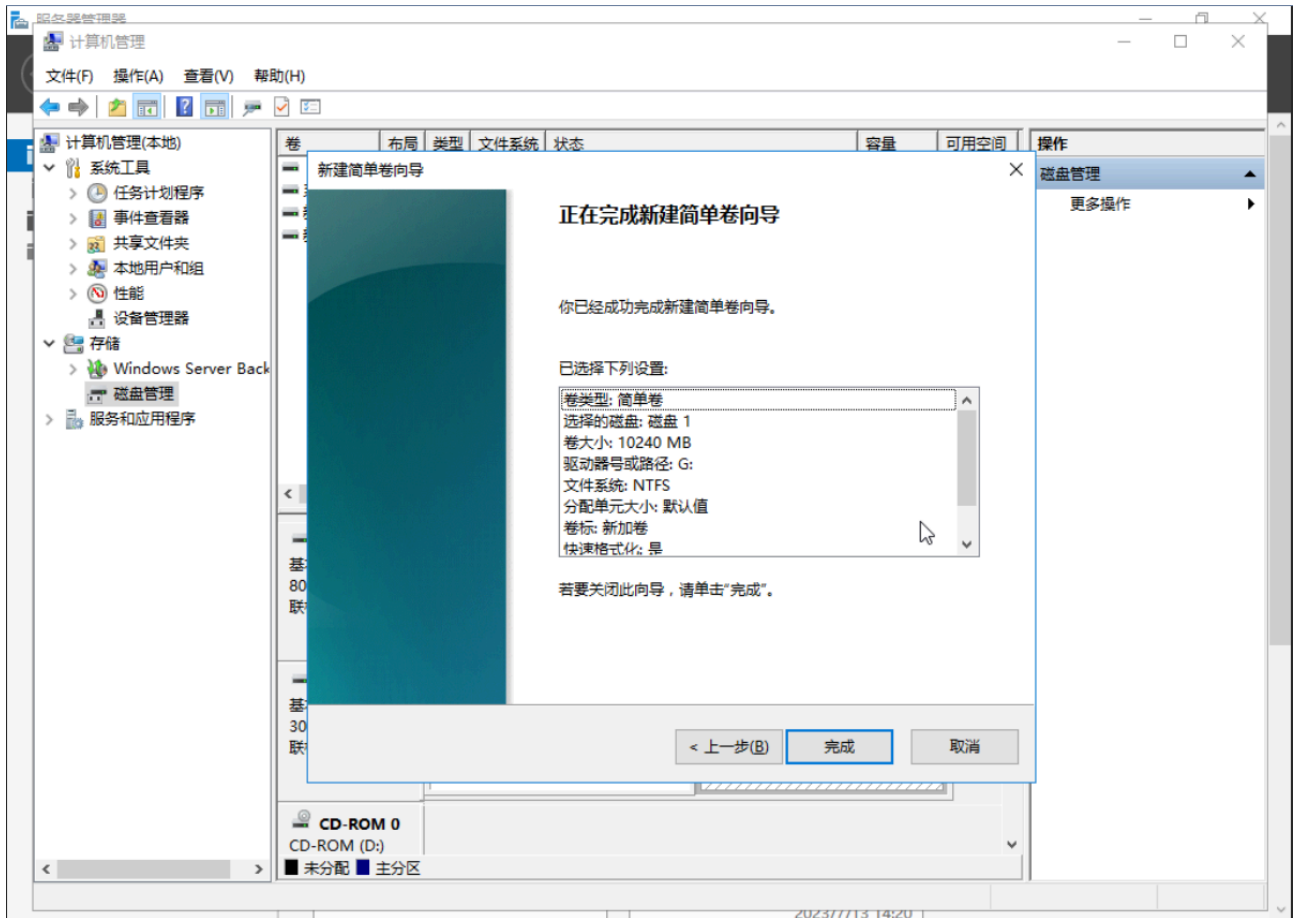 服务器管理器
计算机管理
文件(F) 操作(A) 查看(V) 帮助(H)
计算机管理(本地)
系统工具
任务计划程序
事件查看器
共享文件夹
本地用户和组
性能
设备管理器
存储
Windows Server Back
磁盘管理
服务和应用程序
卷 布局 类型 文件系统 状态 容量 可用空间
操作
磁盘管理
更多操作
新建简单卷向导
正在完成新建简单卷向导
你已经成功完成新建简单卷向导。
已选择下列设置:
卷类型: 简单卷
选择的磁盘: 磁盘 1
卷大小: 10240 MB
驱动器号或路径: G:
文件系统: NTFS
分配单元大小: 默认值
卷标: 新加卷
快速格式化: 是
若要关闭此向导，请单击"完成"。
< 上一步(B) 完成 取消
基
80
联
基
30
联
CD-ROM 0
CD-ROM (D:)
未分配 主分区
2023/7/13 14:20